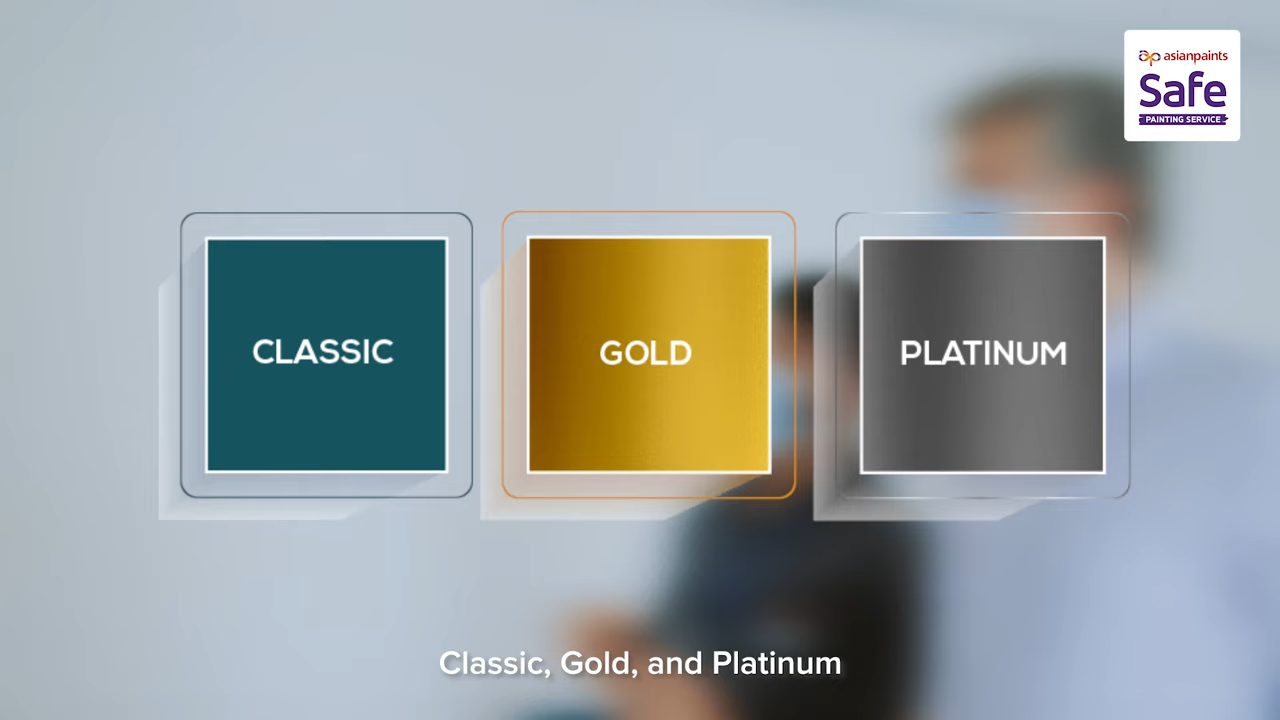 asianpaints
Safe
PAINTING SERVICE
CLASSIC
GOLD
PLATINUM
Classic, Gold, and Platinum